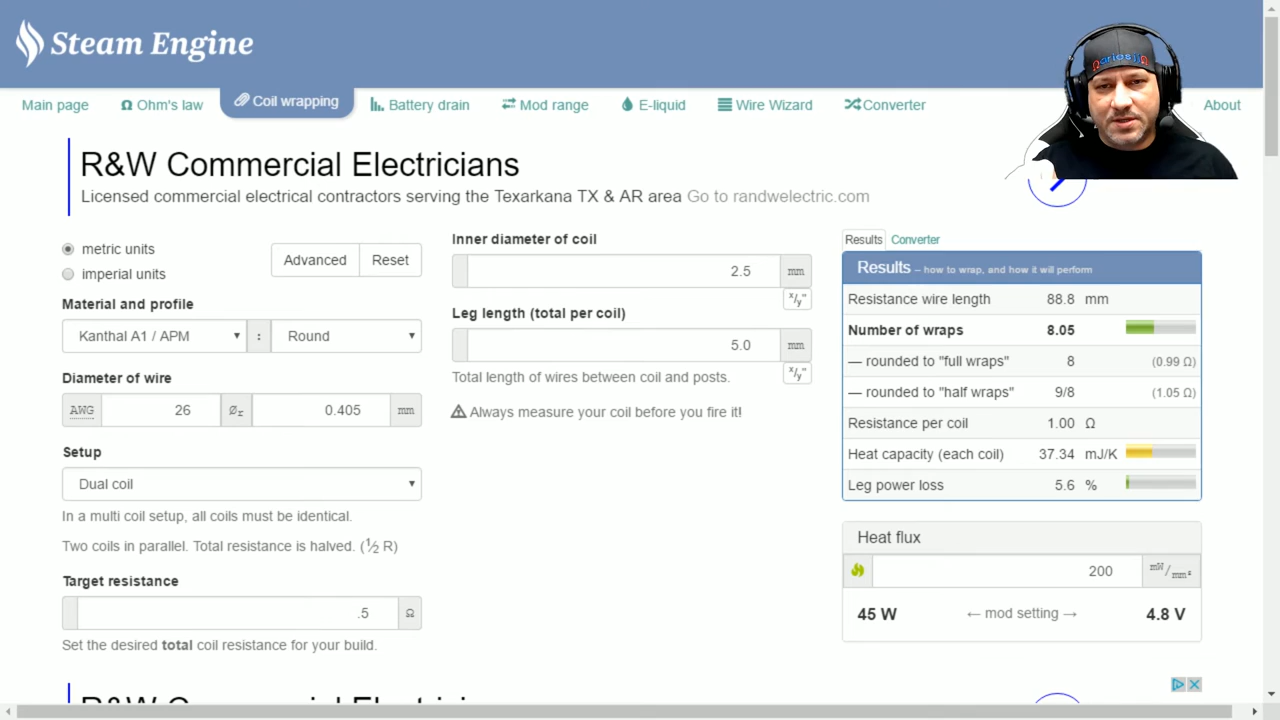 Steam Engine
Main page
Ω Ohm's law
Coil wrapping
Battery drain
Mod range
E-liquid
Wire Wizard
Converter
About
R&W Commercial Electricians
Licensed commercial electrical contractors serving the Texarkana TX & AR area Go to randwelectric.com
metric units
imperial units
Advanced
Reset
Material and profile
Kanthal A1 / APM
:
Round
Diameter of wire
AWG 26 Ør 0.405 mm
Setup
Dual coil
In a multi coil setup, all coils must be identical.
Two coils in parallel. Total resistance is halved. (½ R)
Target resistance
.5 Ω
Set the desired total coil resistance for your build.
Inner diameter of coil
2.5 mm
x/y"
Leg length (total per coil)
5.0 mm
x/y"
Total length of wires between coil and posts.
Always measure your coil before you fire it!
Results Converter
Results – how to wrap, and how it will perform
Resistance wire length 88.8 mm
Number of wraps 8.05
— rounded to "full wraps" 8 (0.99 Ω)
— rounded to "half wraps" 9/8 (1.05 Ω)
Resistance per coil 1.00 Ω
Heat capacity (each coil) 37.34 mJ/K
Leg power loss 5.6 %
Heat flux
200 mW/mm²
45 W ← mod setting → 4.8 V